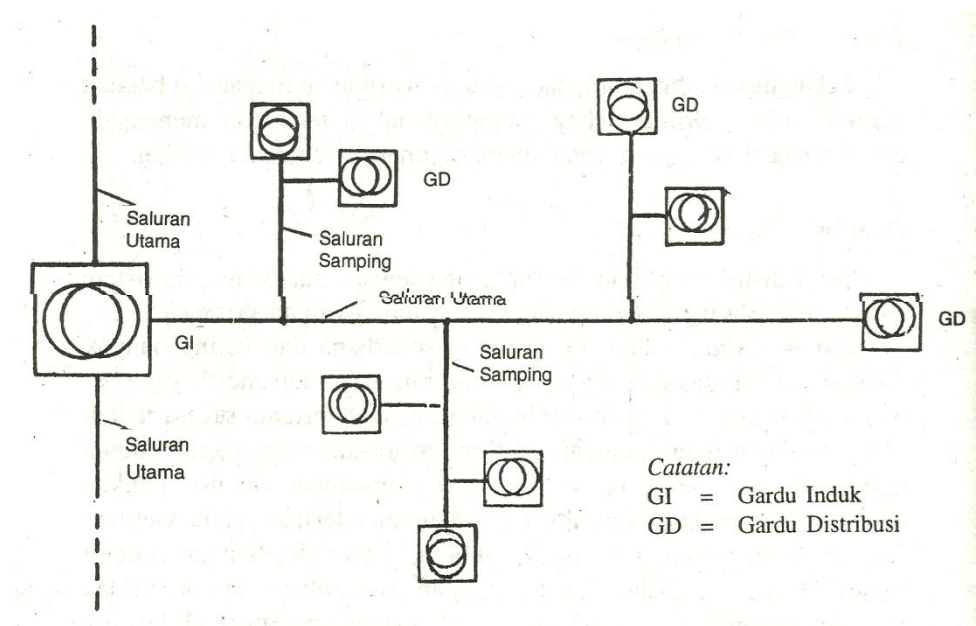 GD
GD
Saluran
Utama
Saluran
Samping
Saluran Utama
GI
GD
Saluran
Samping
Saluran
Utama
Catatan:
GI = Gardu Induk
GD = Gardu Distribusi